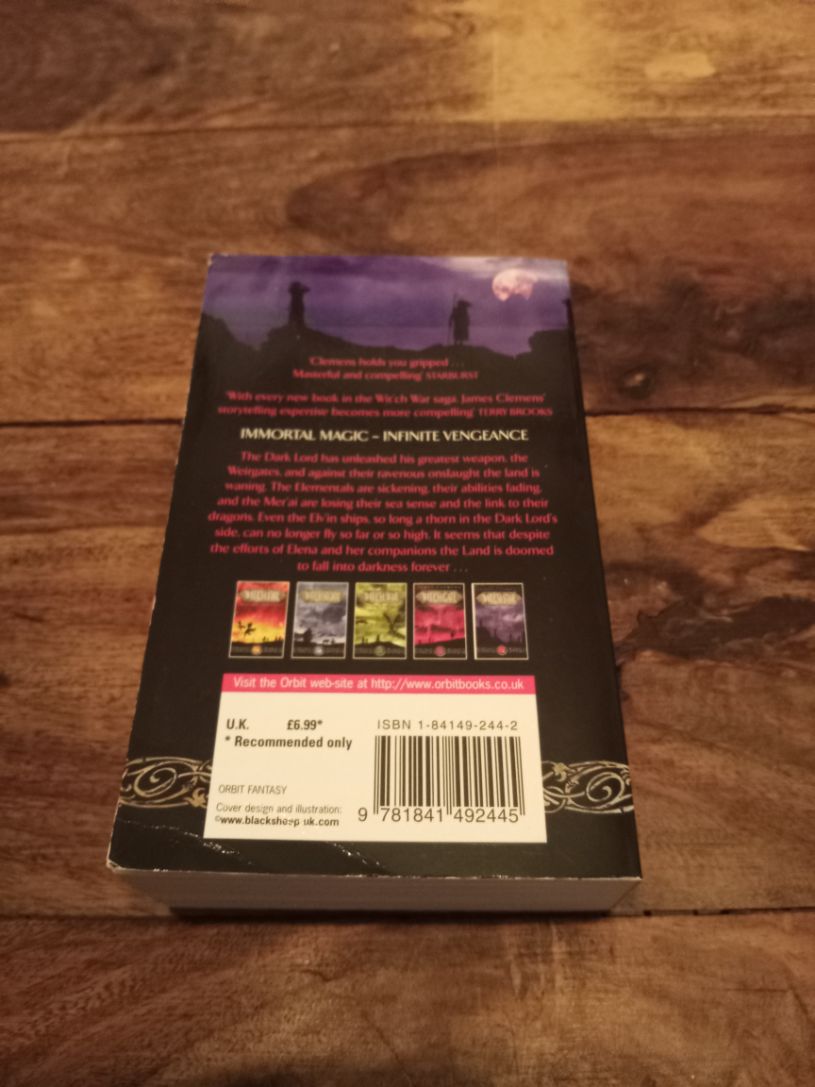 'Clemens holds you gripped . . .
Masterful and compelling' STARBURST
'With every new book in the Wit'ch War saga, James Clemens'
storytelling expertise becomes more compelling' TERRY BROOKS
IMMORTAL MAGIC – INFINITE VENGEANCE
The Dark Lord has unleashed his greatest weapon, the
Weirgates, and against their ravenous onslaught the land is
waning. The Elementals are sickening, their abilities fading,
and the Mer'ai are losing their sea sense and the link to their
dragons. Even the Elv'in ships, so long a thorn in the Dark Lord's
side, can no longer fly so far or so high. It seems that despite
the efforts of Elena and her companions the Land is doomed
to fall into darkness forever . . .
Visit the Orbit web-site at http://www.orbitbooks.co.uk
U.K. £6.99*
* Recommended only
ISBN 1-84149-244-2
ORBIT FANTASY
Cover design and illustration:
©www.blacksheep-uk.com
9 781841 492445